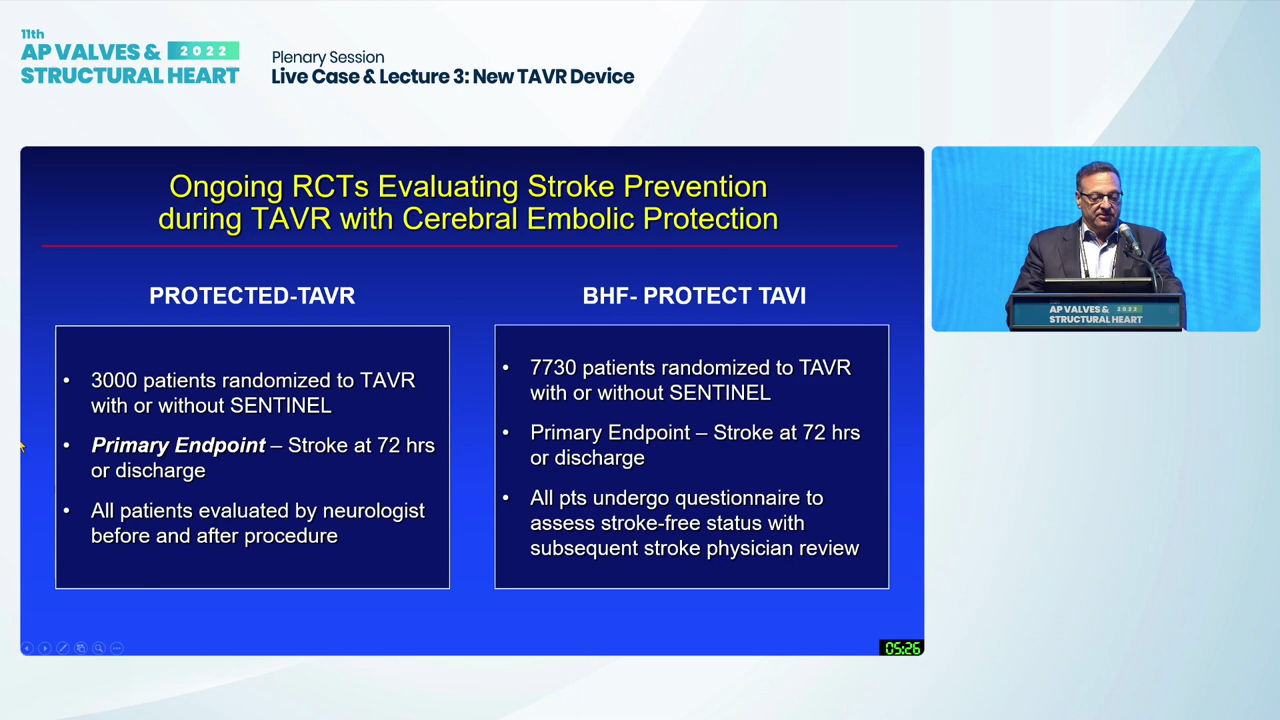 11th
AP VALVES & 2022
STRUCTURAL HEART
Plenary Session
Live Case & Lecture 3: New TAVR Device
Ongoing RCTs Evaluating Stroke Prevention
during TAVR with Cerebral Embolic Protection
PROTECTED-TAVR
• 3000 patients randomized to TAVR
with or without SENTINEL
• Primary Endpoint – Stroke at 72 hrs
or discharge
• All patients evaluated by neurologist
before and after procedure
BHF- PROTECT TAVI
• 7730 patients randomized to TAVR
with or without SENTINEL
• Primary Endpoint – Stroke at 72 hrs
or discharge
• All pts undergo questionnaire to
assess stroke-free status with
subsequent stroke physician review
05:26
AP VALVES & 2022
STRUCTURAL HEART